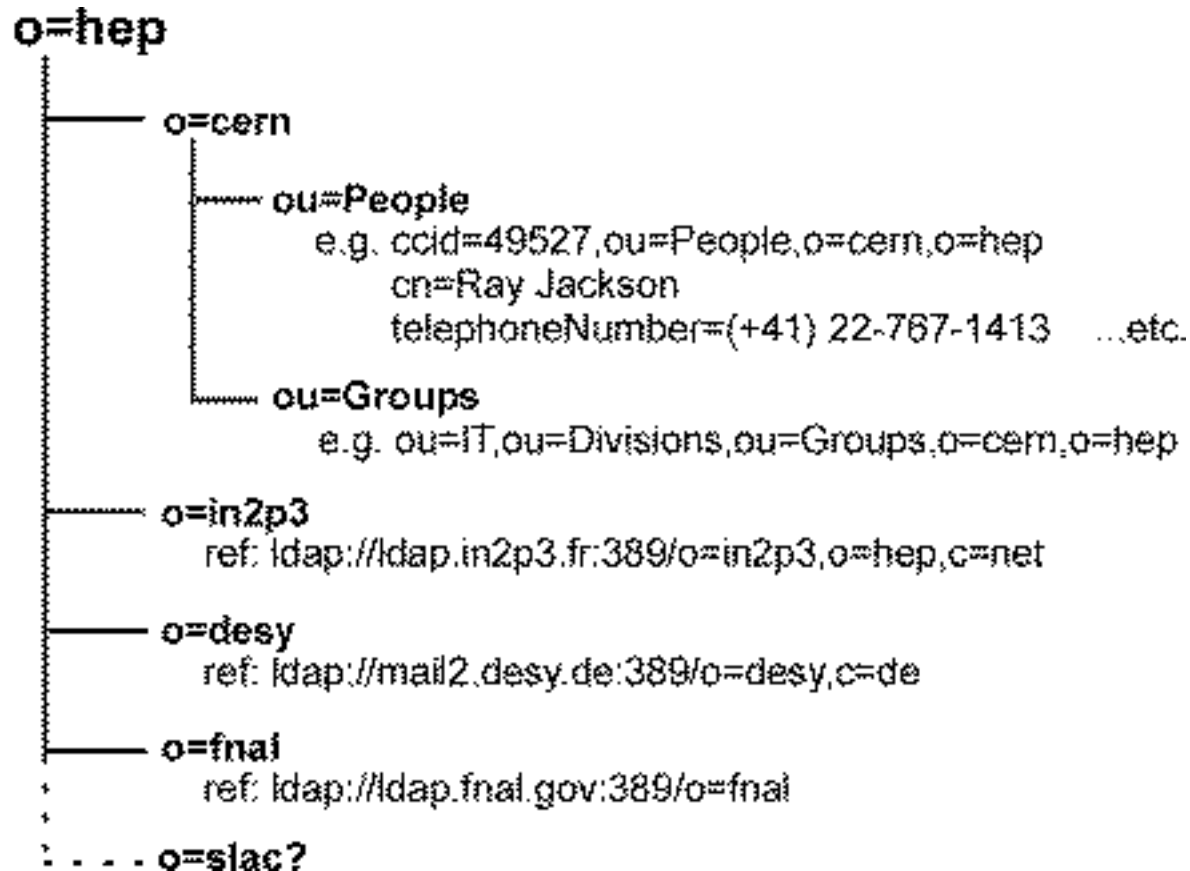 o=hep
o=cern
ou=People
e.g. ccid=49527,ou=People,o=cern,o=hep
cn=Ray Jackson
telephoneNumber=(+41) 22-767-1413 ...etc.
ou=Groups
e.g. ou=IT,ou=Divisions,ou=Groups,o=cern,o=hep
o=in2p3
ref: ldap://ldap.in2p3.fr:389/o=in2p3,o=hep,c=net
o=desy
ref: ldap://mail2.desy.de:389/o=desy,c=de
o=fnal
ref: ldap://ldap.fnal.gov:389/o=fnal
o=slac?